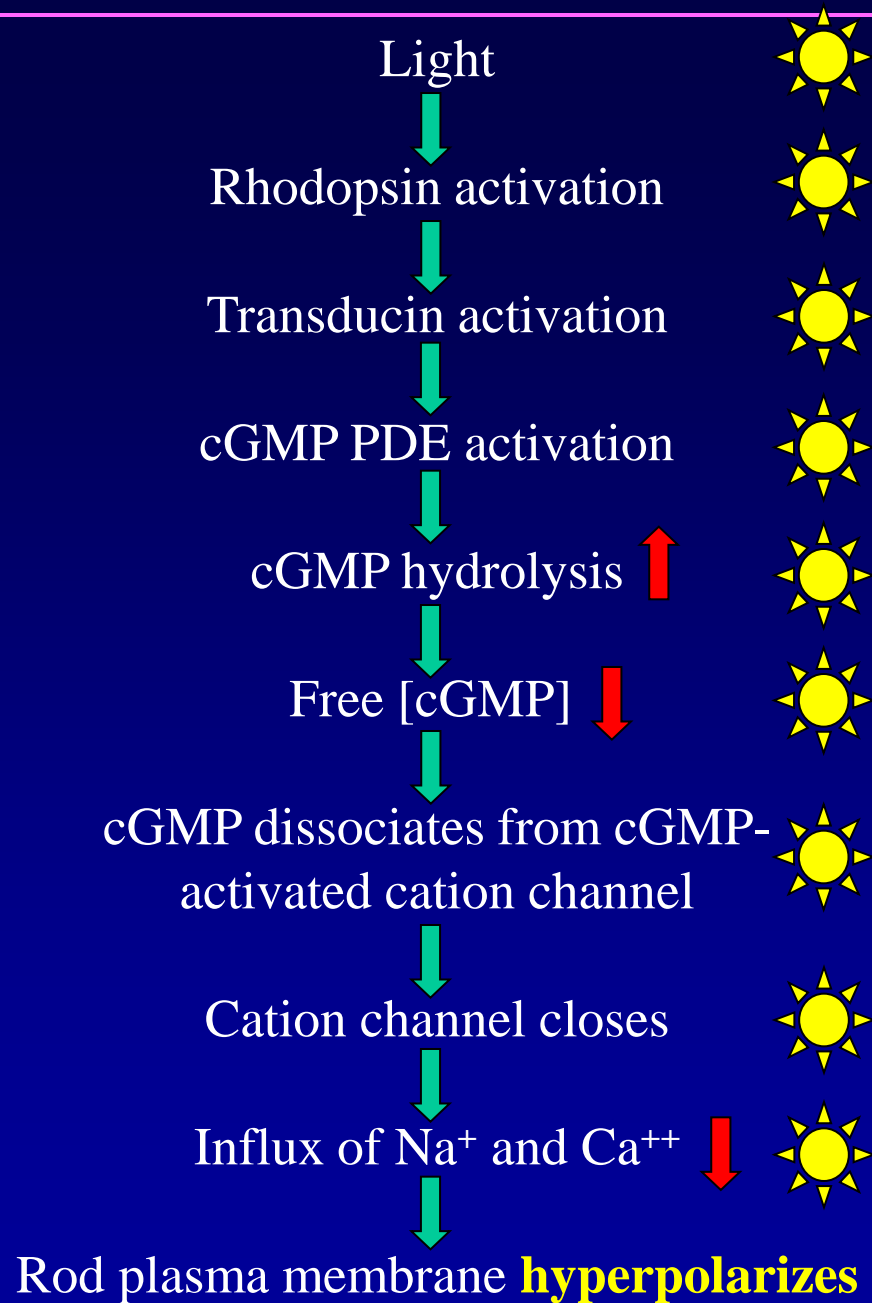 Light
Rhodopsin activation
Transducin activation
cGMP PDE activation
cGMP hydrolysis
Free [cGMP]
cGMP dissociates from cGMP-
activated cation channel
Cation channel closes
Influx of Na⁺ and Ca⁺⁺
Rod plasma membrane hyperpolarizes